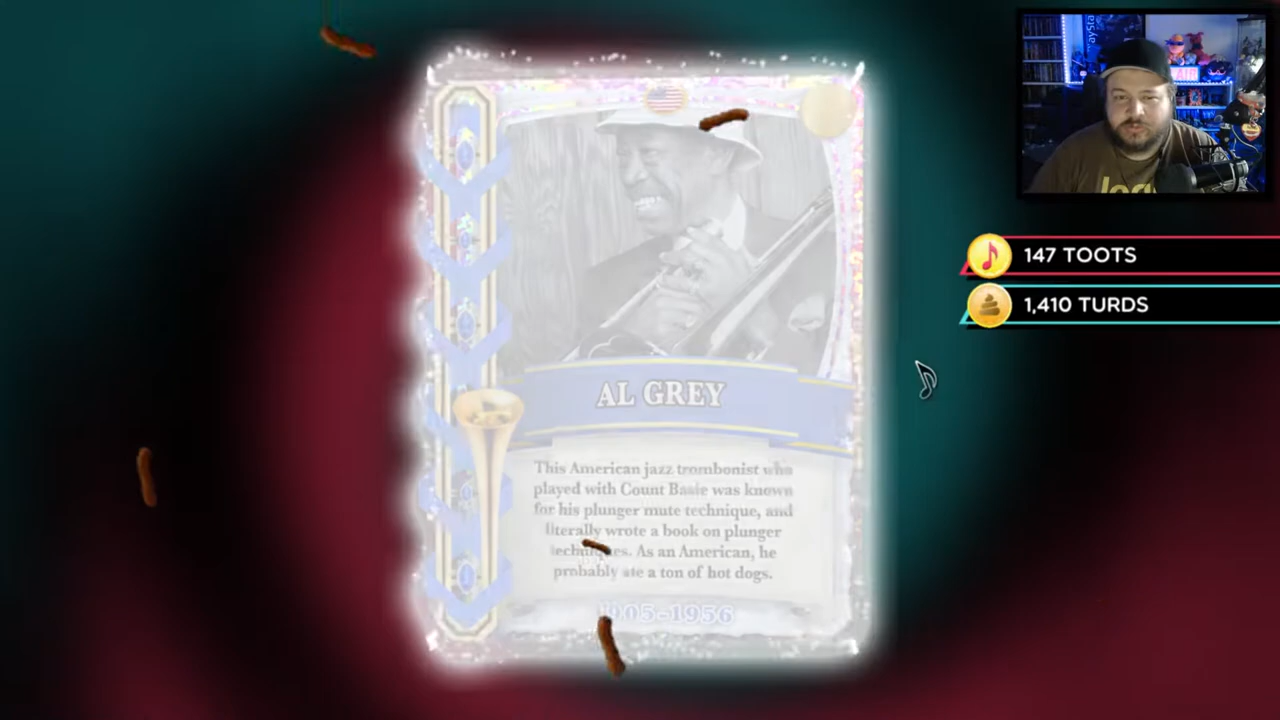 AL GREY
This American jazz trombonist who
played with Count Basie was known
for his plunger mute technique, and
literally wrote a book on plunger
techniques. As an American, he
probably ate a ton of hot dogs.
147 TOOTS
1,410 TURDS